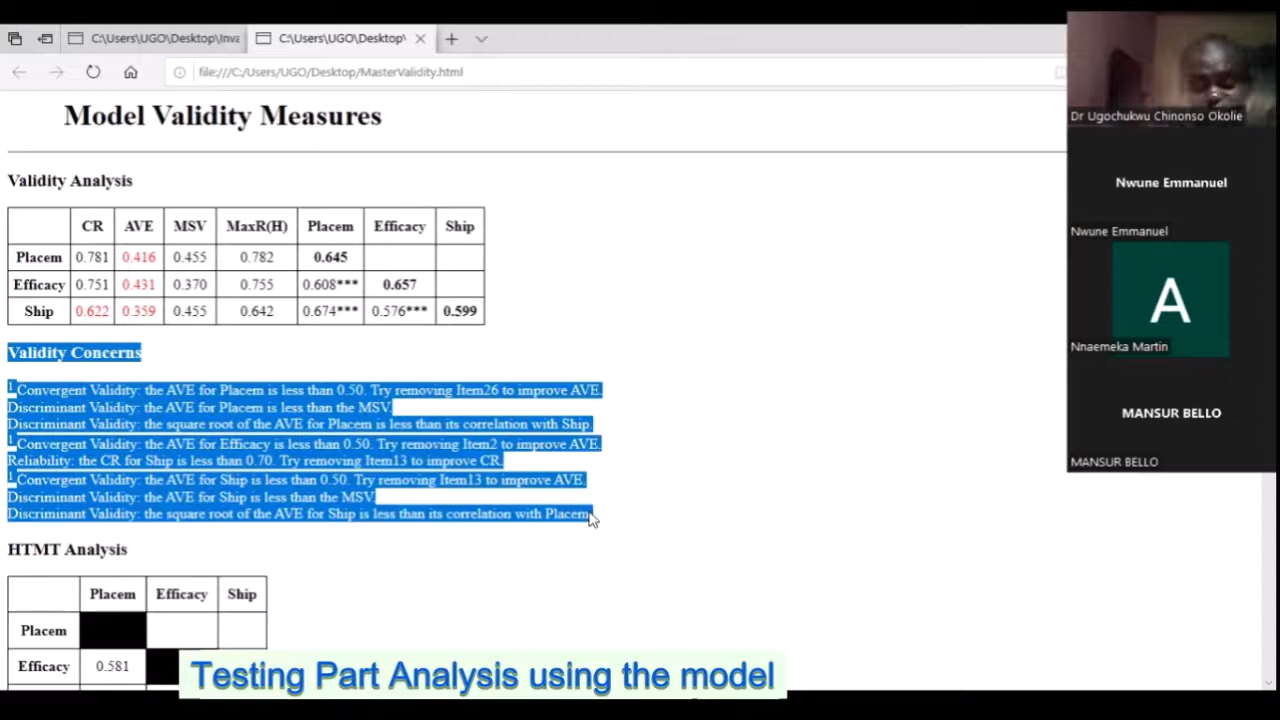 C:\Users\UGO\Desktop\Inva
C:\Users\UGO\Desktop\
file:///C:/Users/UGO/Desktop/MasterValidity.html
Dr Ugochukwu Chinonso Okolie
Nwune Emmanuel
Nwune Emmanuel
A
Nnaemeka Martin
MANSUR BELLO
MANSUR BELLO
Model Validity Measures
Validity Analysis
CR AVE MSV MaxR(H) Placem Efficacy Ship
Placem 0.781 0.416 0.455 0.782 0.645
Efficacy 0.751 0.431 0.370 0.755 0.608*** 0.657
Ship 0.622 0.359 0.455 0.642 0.674*** 0.576*** 0.599
Validity Concerns
1 Convergent Validity: the AVE for Placem is less than 0.50. Try removing Item26 to improve AVE.
Discriminant Validity: the AVE for Placem is less than the MSV.
Discriminant Validity: the square root of the AVE for Placem is less than its correlation with Ship.
1 Convergent Validity: the AVE for Efficacy is less than 0.50. Try removing Item2 to improve AVE.
Reliability: the CR for Ship is less than 0.70. Try removing Item13 to improve CR.
1 Convergent Validity: the AVE for Ship is less than 0.50. Try removing Item13 to improve AVE.
Discriminant Validity: the AVE for Ship is less than the MSV.
Discriminant Validity: the square root of the AVE for Ship is less than its correlation with Placem.
HTMT Analysis
Placem Efficacy Ship
Placem
Efficacy 0.581
Testing Part Analysis using the model